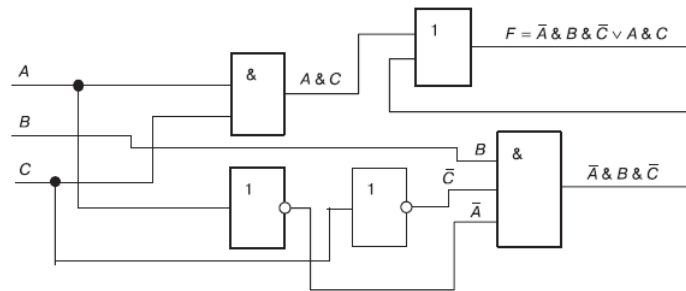 1
F = A̅ & B & C̅ ∨ A & C
A
&
A & C
B
C
1
1
C̅
A̅
B
&
A̅ & B & C̅